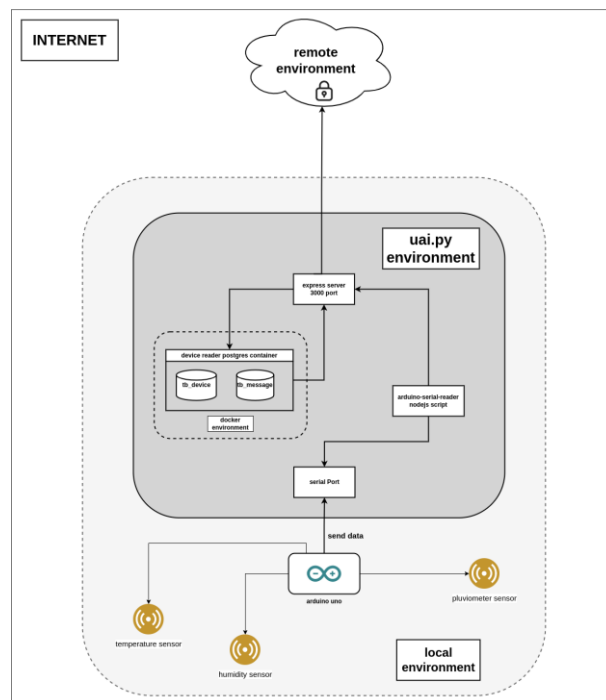 INTERNET
remote
environment
uai.py
environment
express server
3000 port
device reader postgres container
tb_device
tb_message
docker
environment
arduino-serial-reader
nodejs script
serial Port
send data
arduino uno
pluviometer sensor
temperature sensor
humidity sensor
local
environment